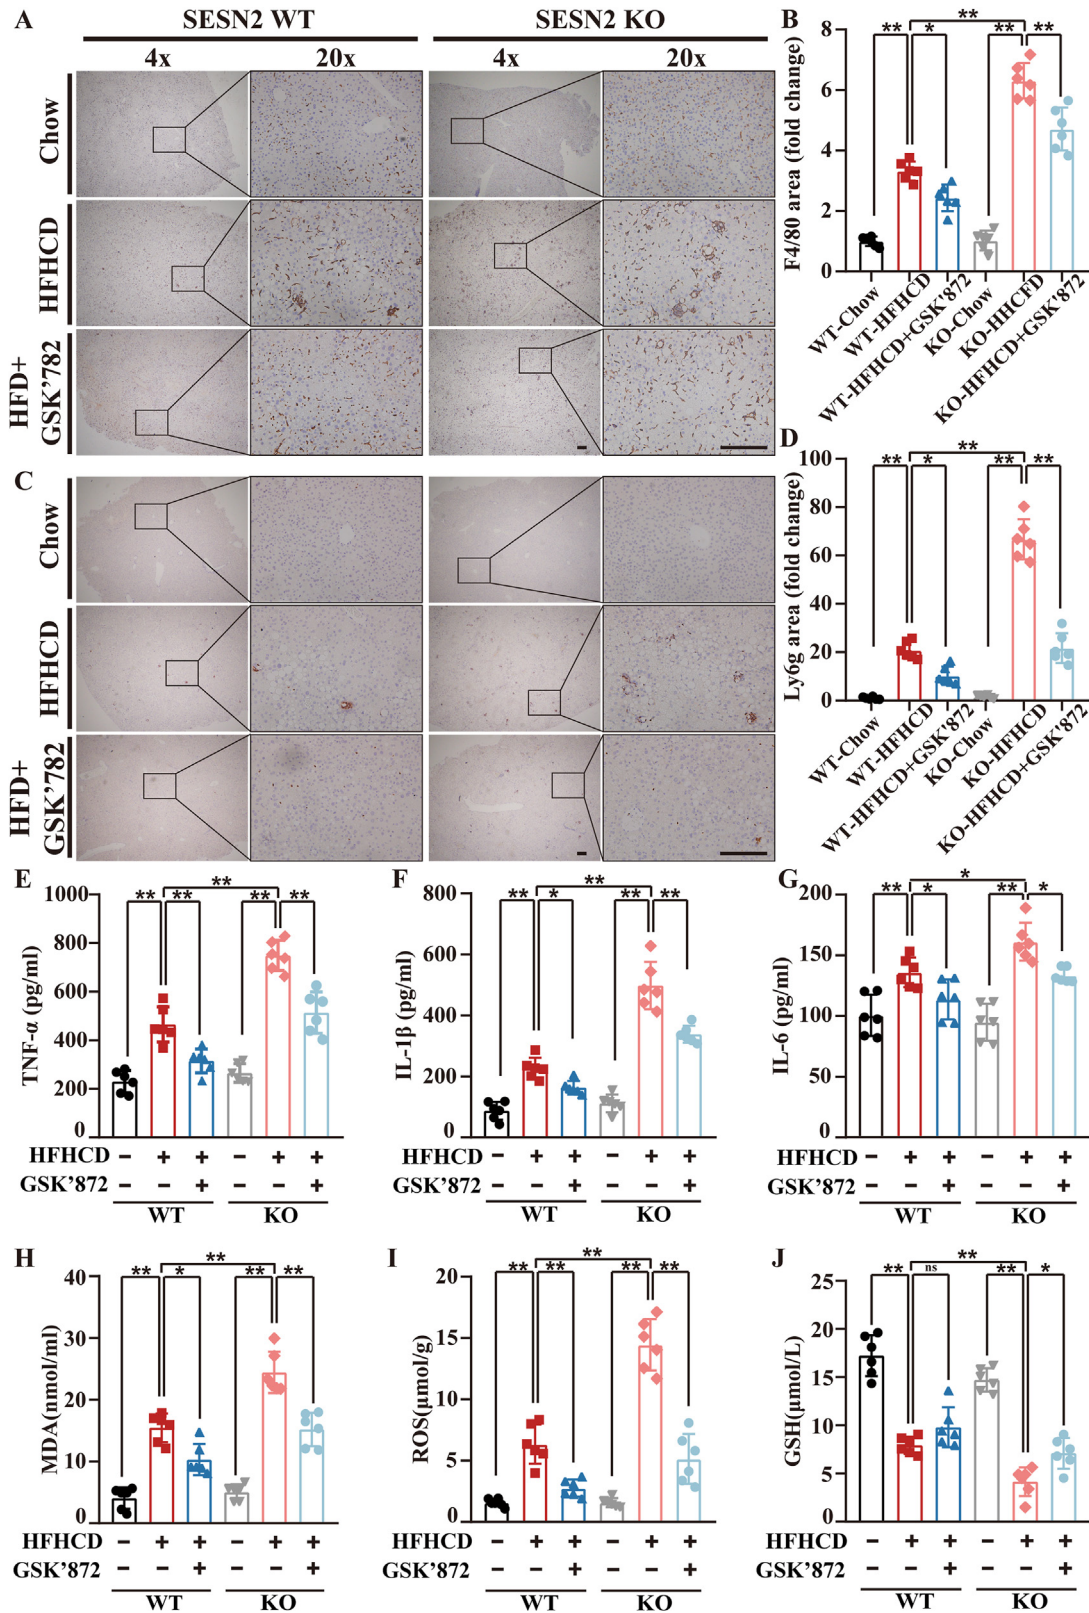 A
SESN2 WT
SESN2 KO
4x
20x
4x
20x
Chow
HFHCD
HFD+
GSK'782
B
F4/80 area (fold change)
8
6
4
2
0
** * ** ** **
WT-Chow
WT-HFHCD
WT-HFHCD+GSK'872
KO-Chow
KO-HHCFD
KO-HFHCD+GSK'872
C
Chow
HFHCD
HFD+
GSK'782
D
Ly6g area (fold change)
100
80
60
40
20
0
** * ** ** **
WT-Chow
WT-HFHCD
WT-HFHCD+GSK'872
KO-Chow
KO-HFHCD
KO-HFHCD+GSK'872
E
TNF-α (pg/ml)
1000
800
600
400
200
0
** ** ** ** **
HFHCD − + + − + +
GSK’872 + +
WT KO
F
IL-1β (pg/ml)
800
600
400
200
0
** * ** ** **
HFHCD − + + − + +
GSK’872 + +
WT KO
G
IL-6 (pg/ml)
200
150
100
50
0
** * * ** *
HFHCD − + + − + +
GSK’872 + +
WT KO
H
MDA(nmol/ml)
40
30
20
10
0
** * ** ** **
HFHCD − + + − + +
GSK’872 + +
WT KO
I
ROS(μmol/g)
20
15
10
5
0
** ** ** ** **
HFHCD − + + − + +
GSK’872 + +
WT KO
J
GSH(μmol/L)
25
20
15
10
5
0
** ns ** ** *
HFHCD − + + − + +
GSK’872 + +
WT KO